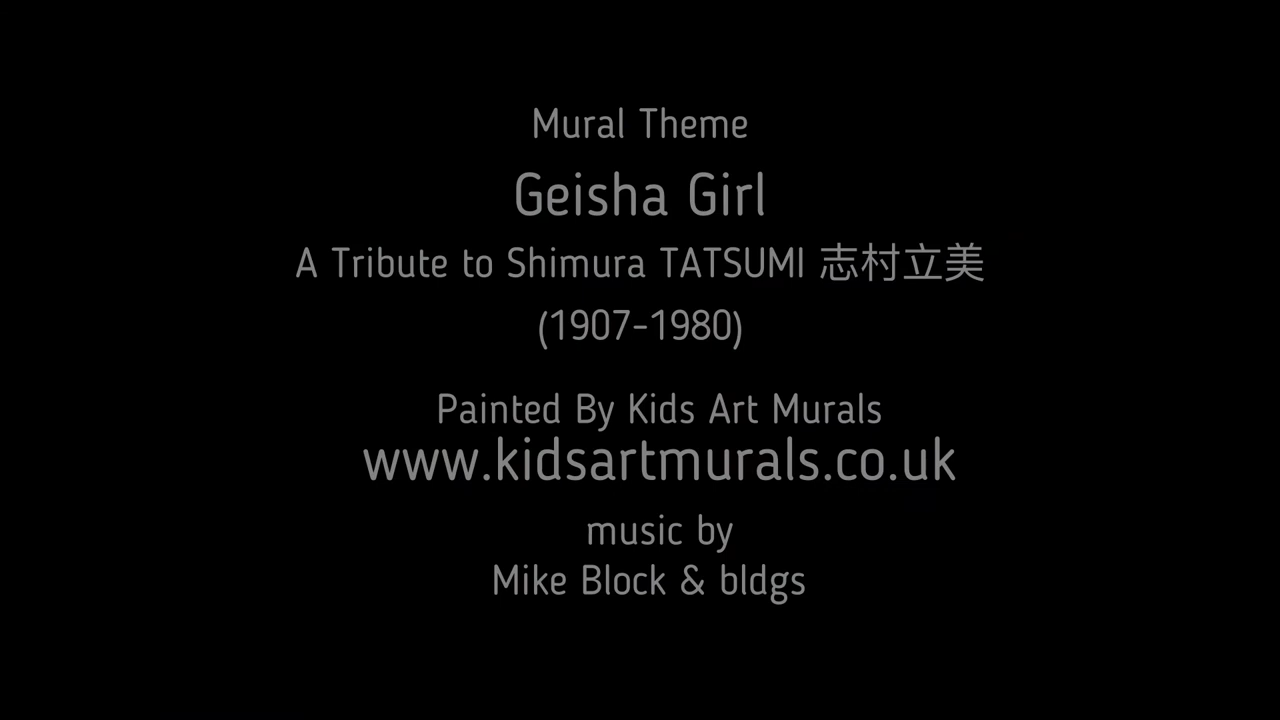 Mural Theme
Geisha Girl
A Tribute to Shimura TATSUMI 志村立美
(1907-1980)
Painted By Kids Art Murals
www.kidsartmurals.co.uk
music by
Mike Block & bldgs